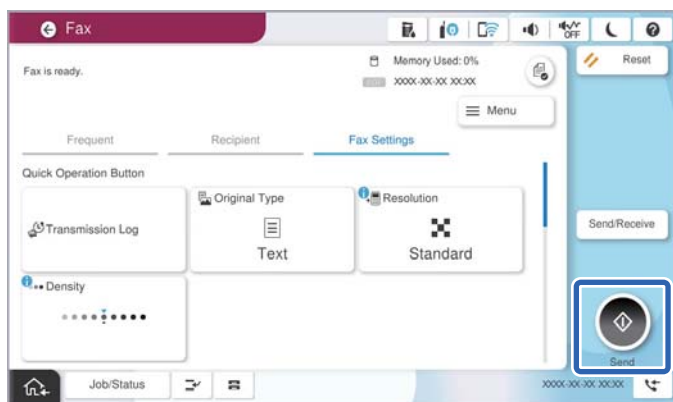 Fax
OFF
Fax is ready.
Memory Used: 0%
XXXX-XX-XX XX:XX
Reset
Menu
Frequent
Recipient
Fax Settings
Quick Operation Button
Transmission Log
Original Type
Text
Resolution
Standard
Send/Receive
Density
Send
Job/Status
XXXX-XX-XX XX:XX